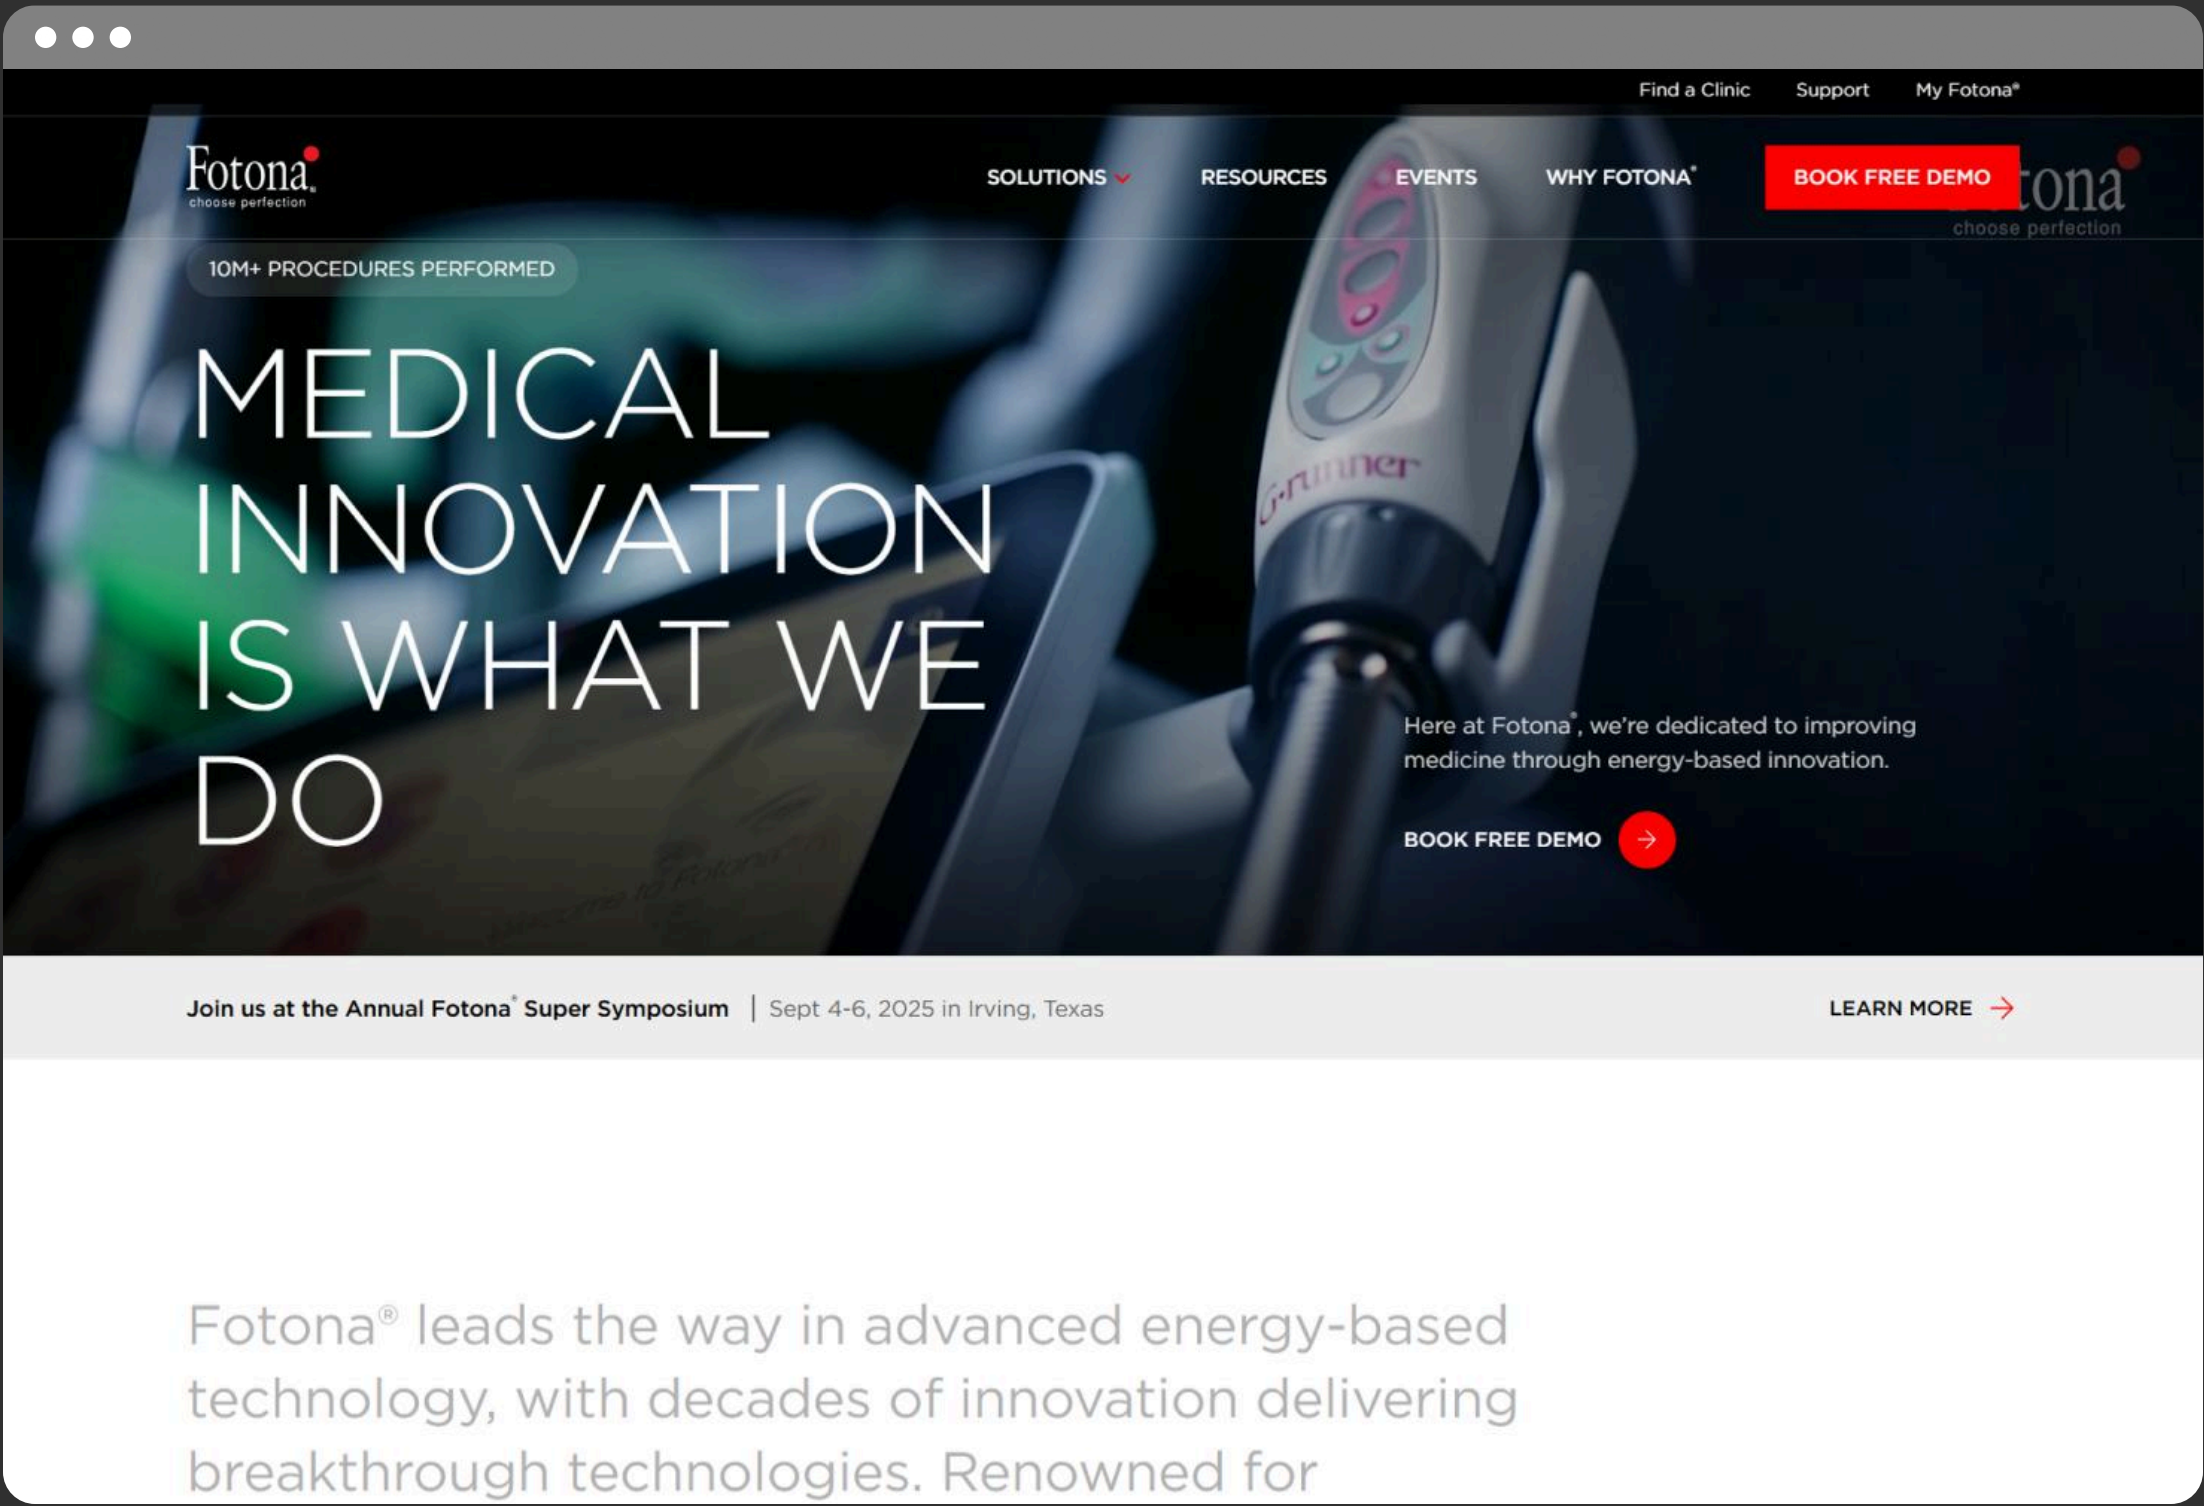 Find a Clinic Support My Fotona®
Fotona®
choose perfection
SOLUTIONS RESOURCES EVENTS WHY FOTONA® BOOK FREE DEMO
tona
choose perfection
10M+ PROCEDURES PERFORMED
MEDICAL
INNOVATION
IS WHAT WE
DO
G-runner
Here at Fotona®, we’re dedicated to improving
medicine through energy-based innovation.
BOOK FREE DEMO
Welcome to Fotona
Join us at the Annual Fotona® Super Symposium | Sept 4-6, 2025 in Irving, Texas
LEARN MORE
Fotona® leads the way in advanced energy-based
technology, with decades of innovation delivering
breakthrough technologies. Renowned for